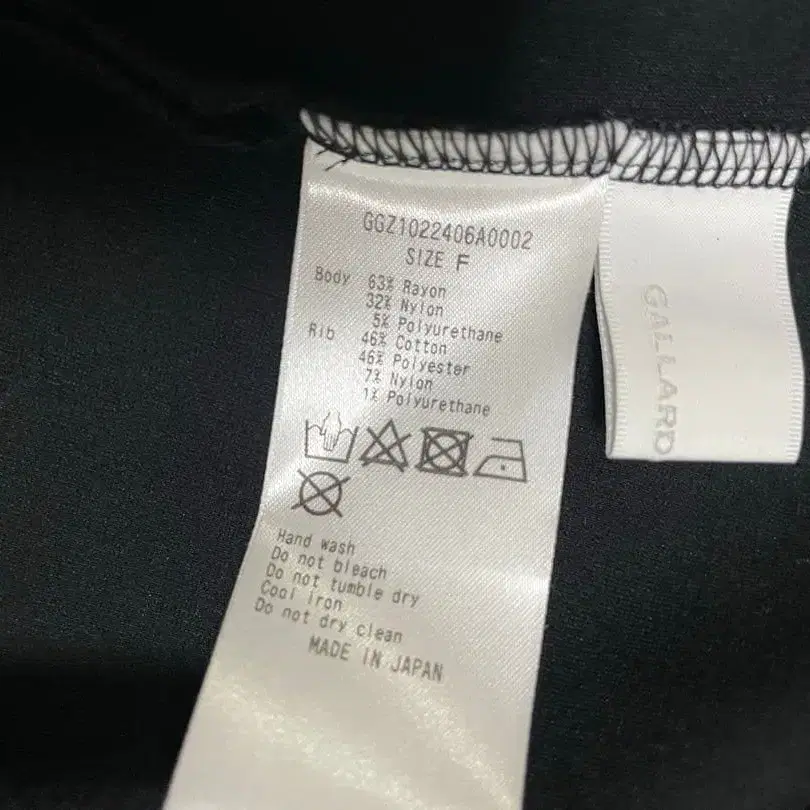 GGZ1022406A0002
SIZE F
Body 63% Rayon
32% Nylon
5% Polyurethane
Rib 46% Cotton
46% Polyester
7% Nylon
1% Polyurethane
Hand wash
Do not bleach
Do not tumble dry
Cool iron
Do not dry clean
MADE IN JAPAN
GALLARD